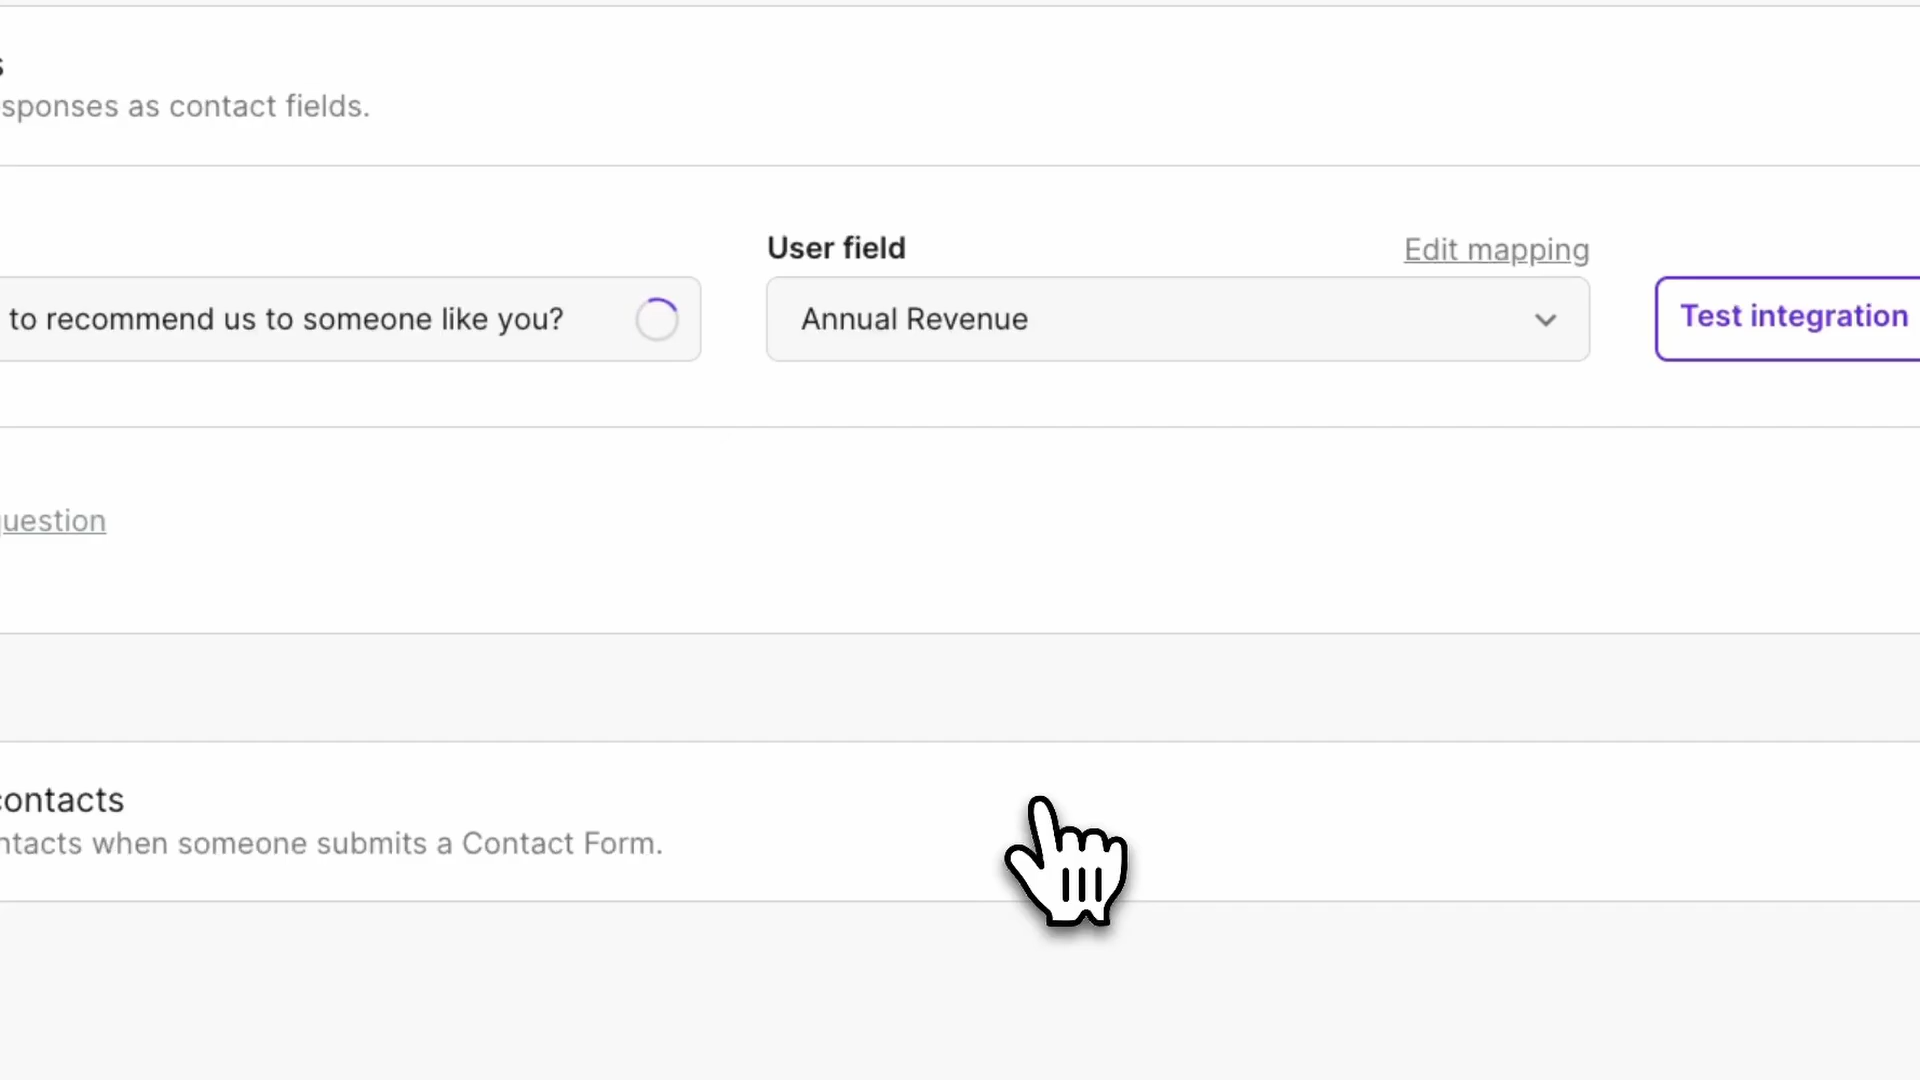 s
sponses as contact fields.
User field
Edit mapping
to recommend us to someone like you?
Annual Revenue
Test integration
uestion
contacts
ntacts when someone submits a Contact Form.